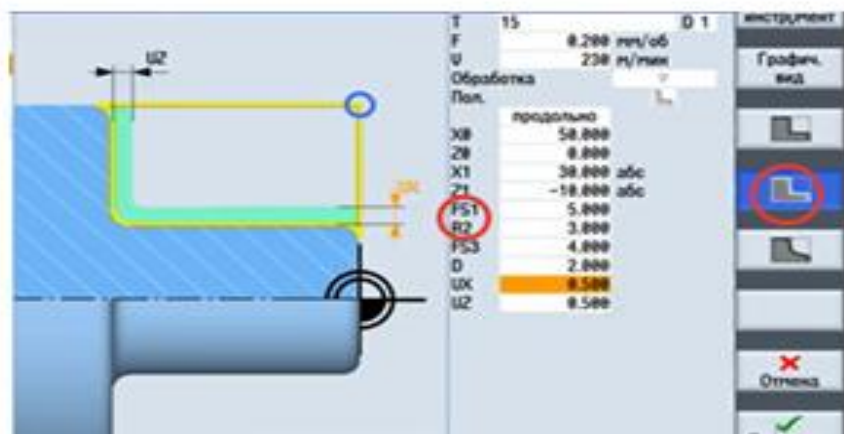 UZ
T 15 D 1
F 0.200 mm/об
V 230 м/мин
Обработка ▽
Пол.
продольно
X0 50.000
Z0 0.000
X1 30.000 абс
Z1 -10.000 абс
FS1 5.000
R2 3.000
FS3 4.000
D 2.000
UX 0.500
UZ 0.500
инструмент
Графич.
вид
Отмена